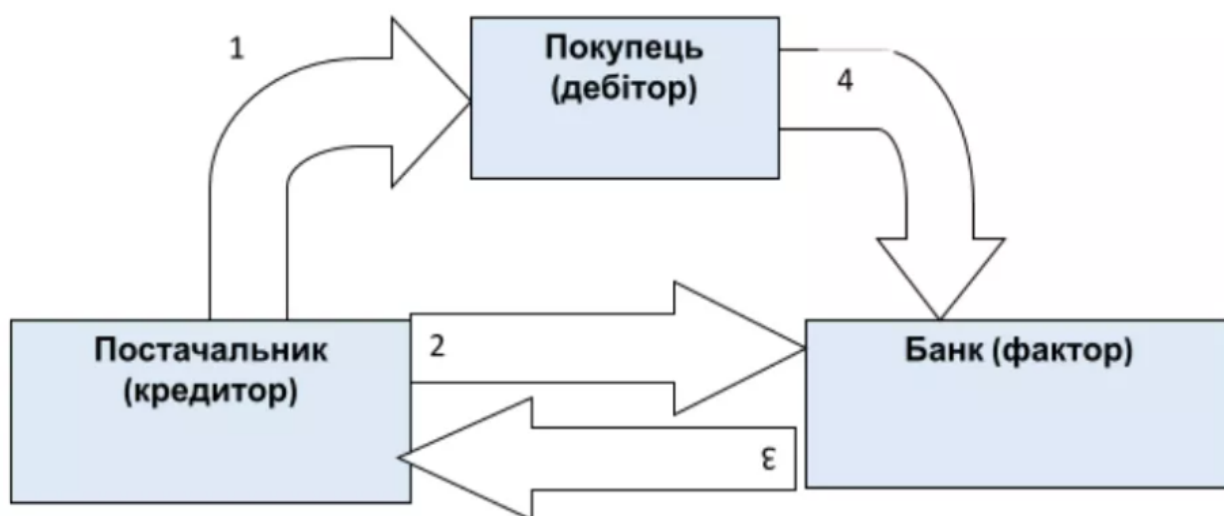 1
Покупець
(дебітор)
4
Постачальник
(кредитор)
2
Банк (фактор)
3